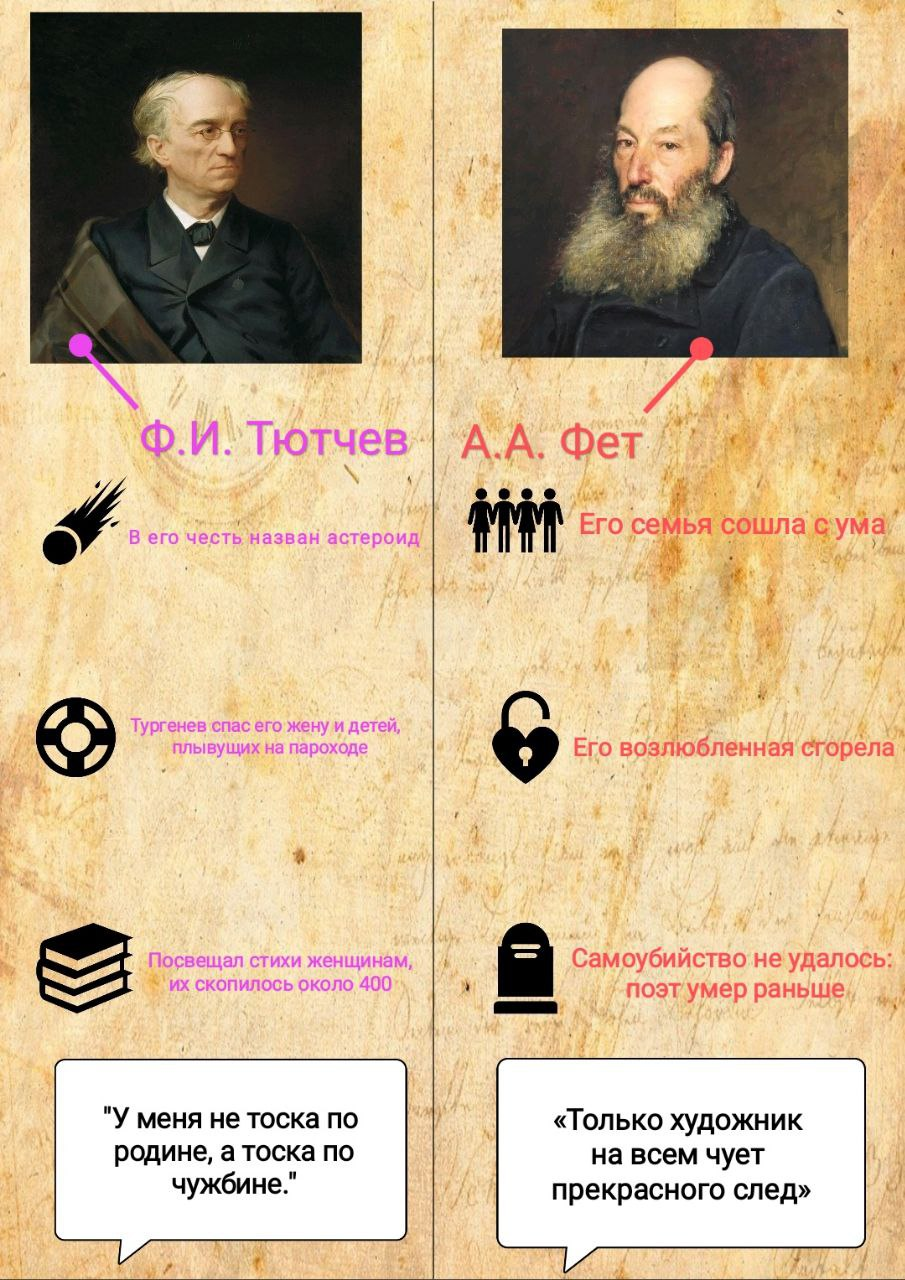 Ф.И. Тютчев
В его честь назван астероид
Тургенев спас его жену и детей,
плывущих на пароходе
Посвещал стихи женщинам,
их скопилось около 400
"У меня не тоска по
родине, а тоска по
чужбине."
А.А. Фет
Его семья сошла с ума
Его возлюбленная сгорела
Самоубийство не удалось:
поэт умер раньше
«Только художник
на всем чует
прекрасного след»